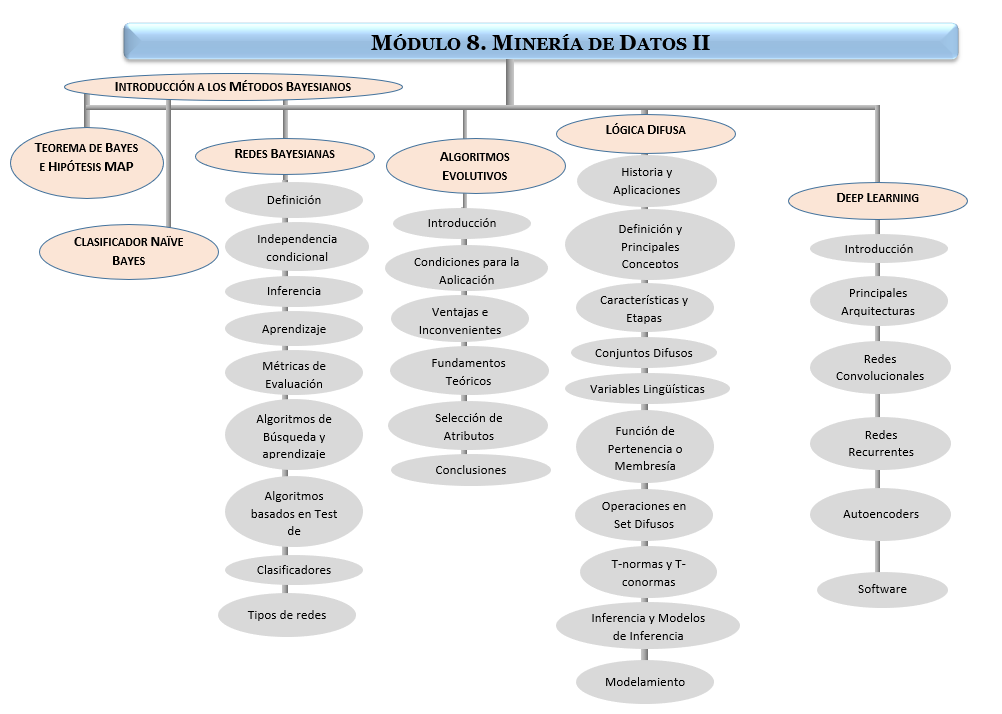 MÓDULO 8. MINERÍA DE DATOS II
INTRODUCCIÓN A LOS MÉTODOS BAYESIANOS
TEOREMA DE BAYES
E HIPÓTESIS MAP
CLASIFICADOR NAÏVE
BAYES
REDES BAYESIANAS
Definición
Independencia
condicional
Inferencia
Aprendizaje
Métricas de
Evaluación
Algoritmos de
Búsqueda y
aprendizaje
Algoritmos
basados en Test
de
Clasificadores
Tipos de redes
ALGORITMOS
EVOLUTIVOS
Introducción
Condiciones para la
Aplicación
Ventajas e
Inconvenientes
Fundamentos
Teóricos
Selección de
Atributos
Conclusiones
LÓGICA DIFUSA
Historia y
Aplicaciones
Definición y
Principales
Conceptos
Características y
Etapas
Conjuntos Difusos
Variables Lingüísticas
Función de
Pertenencia o
Membresía
Operaciones en
Set Difusos
T-normas y T-
conormas
Inferencia y Modelos
de Inferencia
Modelamiento
DEEP LEARNING
Introducción
Principales
Arquitecturas
Redes
Convolucionales
Redes
Recurrentes
Autoencoders
Software